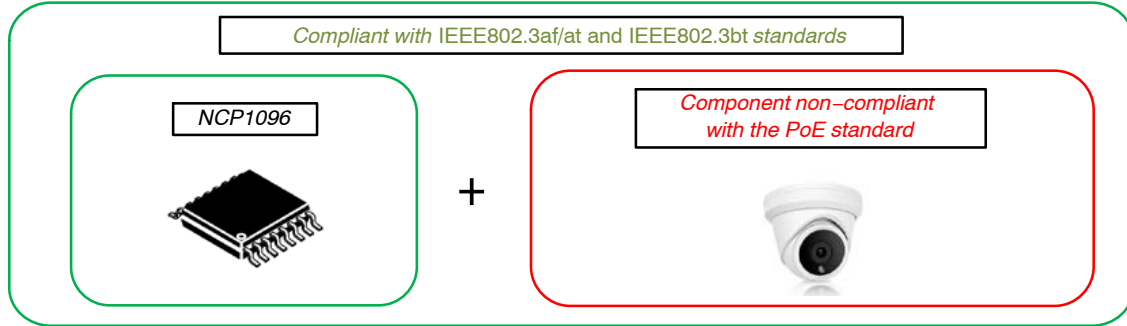 Compliant with IEEE802.3af/at and IEEE802.3bt standards
NCP1096
Component non−compliant
with the PoE standard
+